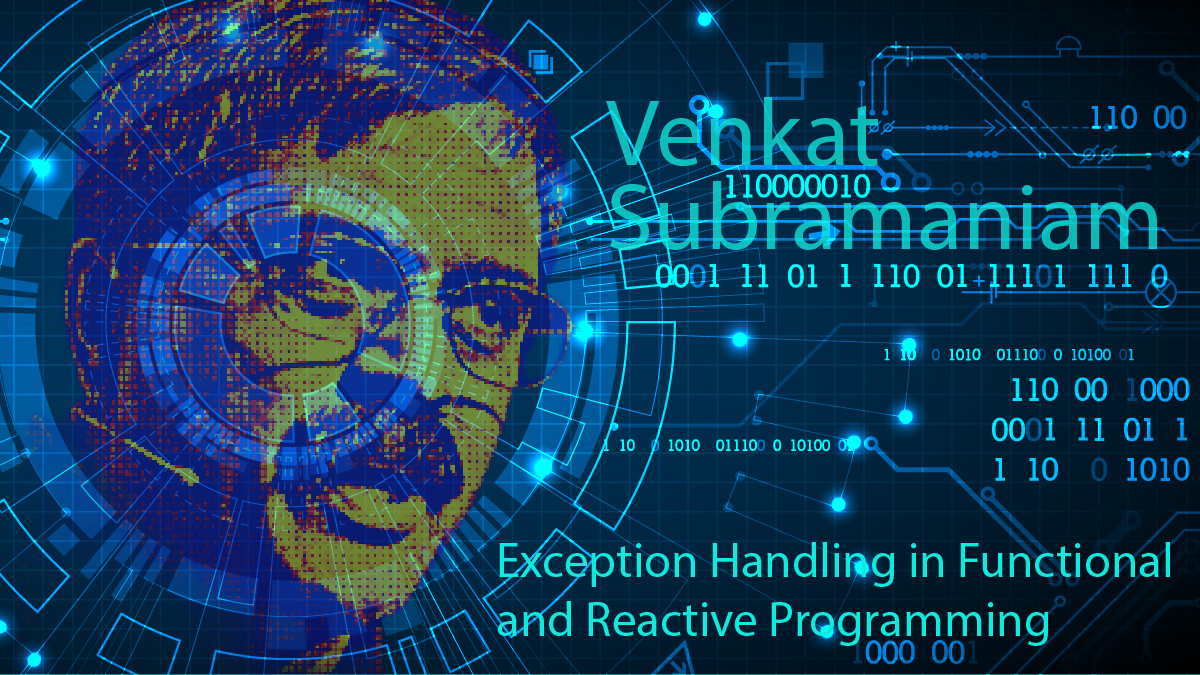 110 00
Venkat
110000010
Subramaniam
0001 11 01 1 110 01 11101 111 0
1 10 0 1010 01110 0 10100 01
110 00 1000
0001 11 01 1
1 10 0 1010 01110 0 10100 01
1 10 0 1010
Exception Handling in Functional
and Reactive Programming
1000 001